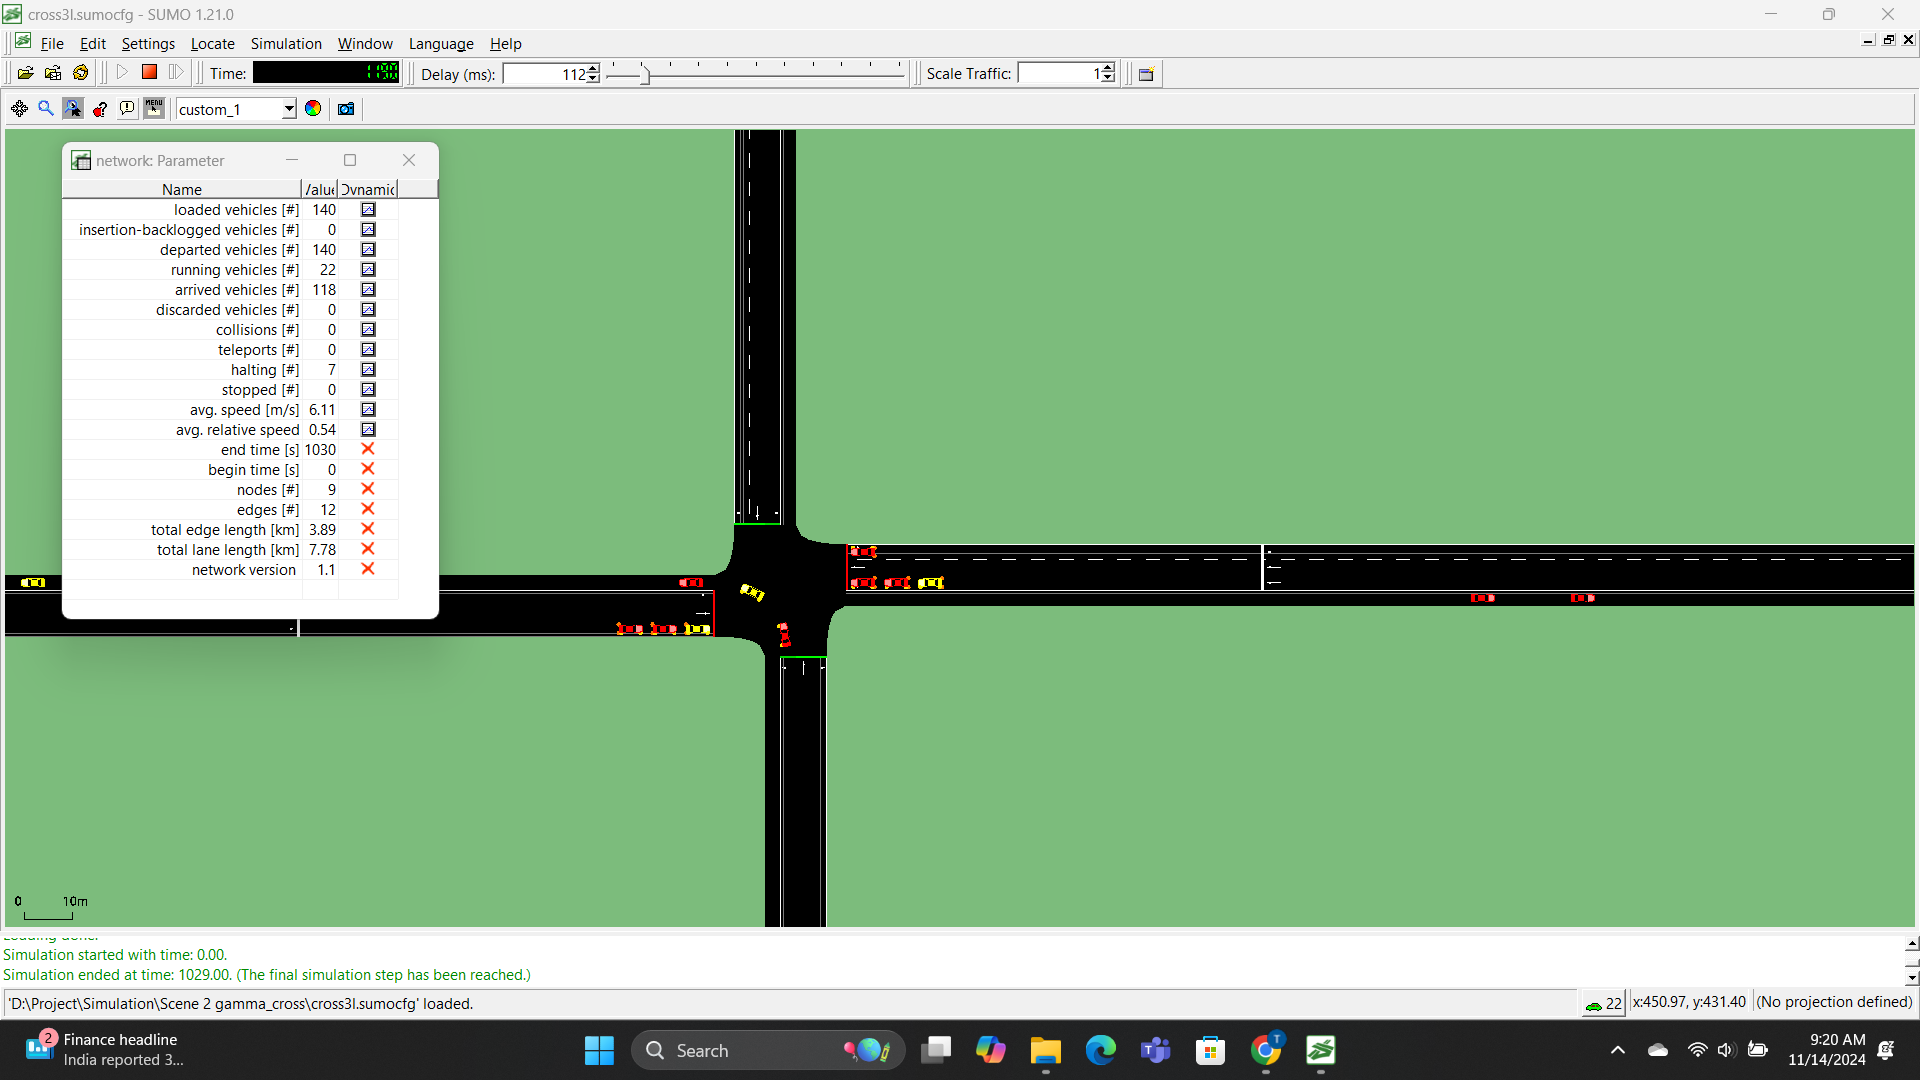 cross3l.sumocfg - SUMO 1.21.0
File Edit Settings Locate Simulation Window Language Help
Time: Delay (ms): 112 Scale Traffic: 1
MENU custom_1
network: Parameter
Name /alue Dynamic
loaded vehicles [#] 140
insertion-backlogged vehicles [#] 0
departed vehicles [#] 140
running vehicles [#] 22
arrived vehicles [#] 118
discarded vehicles [#] 0
collisions [#] 0
teleports [#] 0
halting [#] 7
stopped [#] 0
avg. speed [m/s] 6.11
avg. relative speed 0.54
end time [s] 1030
begin time [s] 0
nodes [#] 9
edges [#] 12
total edge length [km] 3.89
total lane length [km] 7.78
network version 1.1
0 10m
Loading done.
Simulation started with time: 0.00.
Simulation ended at time: 1029.00. (The final simulation step has been reached.)
'D:\Project\Simulation\Scene 2 gamma_cross\cross3l.sumocfg' loaded.
22 x:450.97, y:431.40 (No projection defined)
2 Finance headline
India reported 3...
Search
T
9:20 AM
11/14/2024